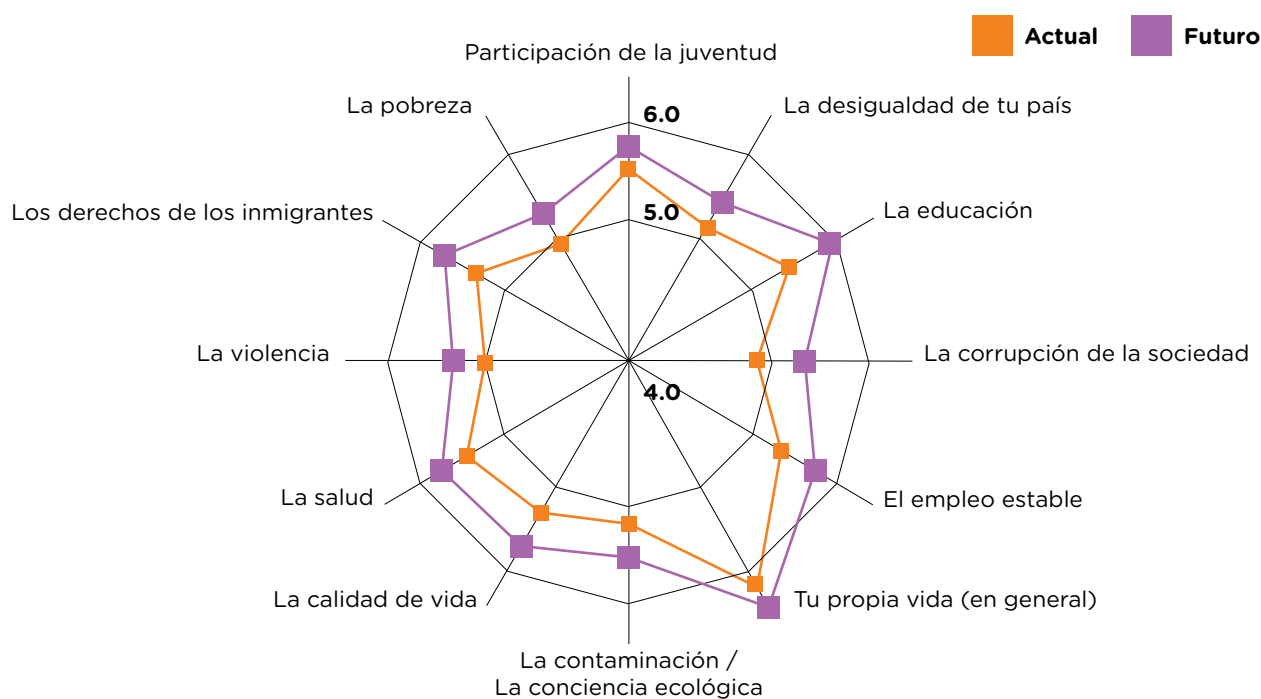 Actual
Futuro
Participación de la juventud
La pobreza
La desigualdad de tu país
6.0
Los derechos de los inmigrantes
La educación
5.0
La violencia
La corrupción de la sociedad
4.0
La salud
El empleo estable
La calidad de vida
Tu propia vida (en general)
La contaminación /
La conciencia ecológica